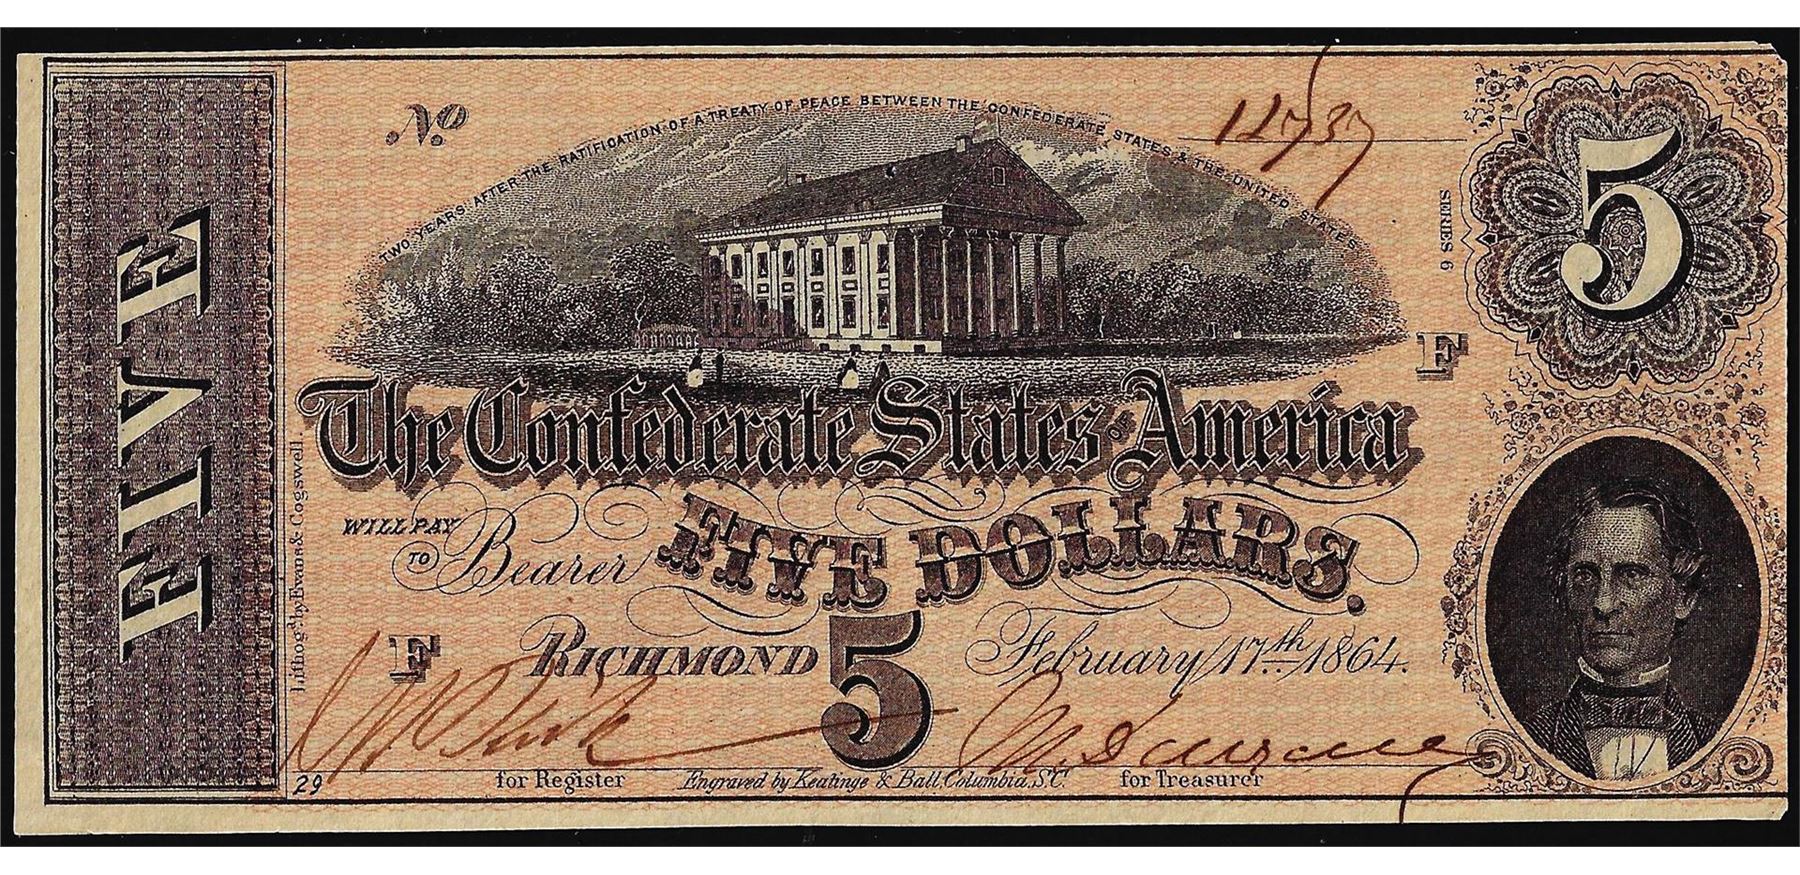 FIVE
No
12737
TWO YEARS AFTER THE RATIFICATION OF A TREATY OF PEACE BETWEEN THE CONFEDERATE STATES & THE UNITED STATES
SERIES 6
5
F
The Confederate States OF America
WILL PAY
TO Bearer FIVE DOLLARS.
F RICHMOND 5 February 17th 1864.
Lithog'd by Evans & Cogswell
29
for Register
Engraved by Keatinge & Ball, Columbia, S.C.
for Treasurer